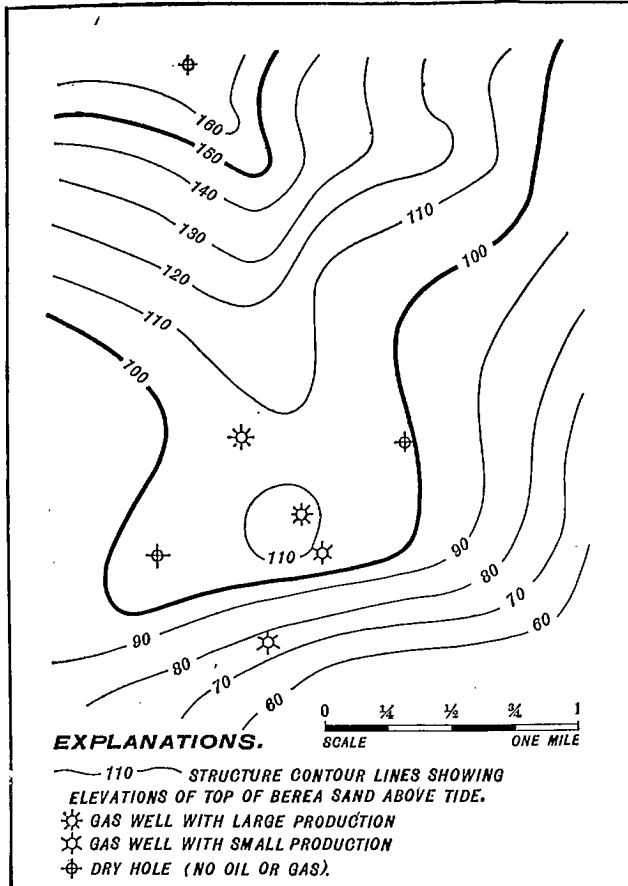 160
150
140
130
120
110
110
100
100
110
90
80
70
60
90
80
70
60
0 ¼ ½ ¾ 1
SCALE ONE MILE
EXPLANATIONS.
110 STRUCTURE CONTOUR LINES SHOWING
ELEVATIONS OF TOP OF BEREA SAND ABOVE TIDE.
GAS WELL WITH LARGE PRODUCTION
GAS WELL WITH SMALL PRODUCTION
DRY HOLE (NO OIL OR GAS).